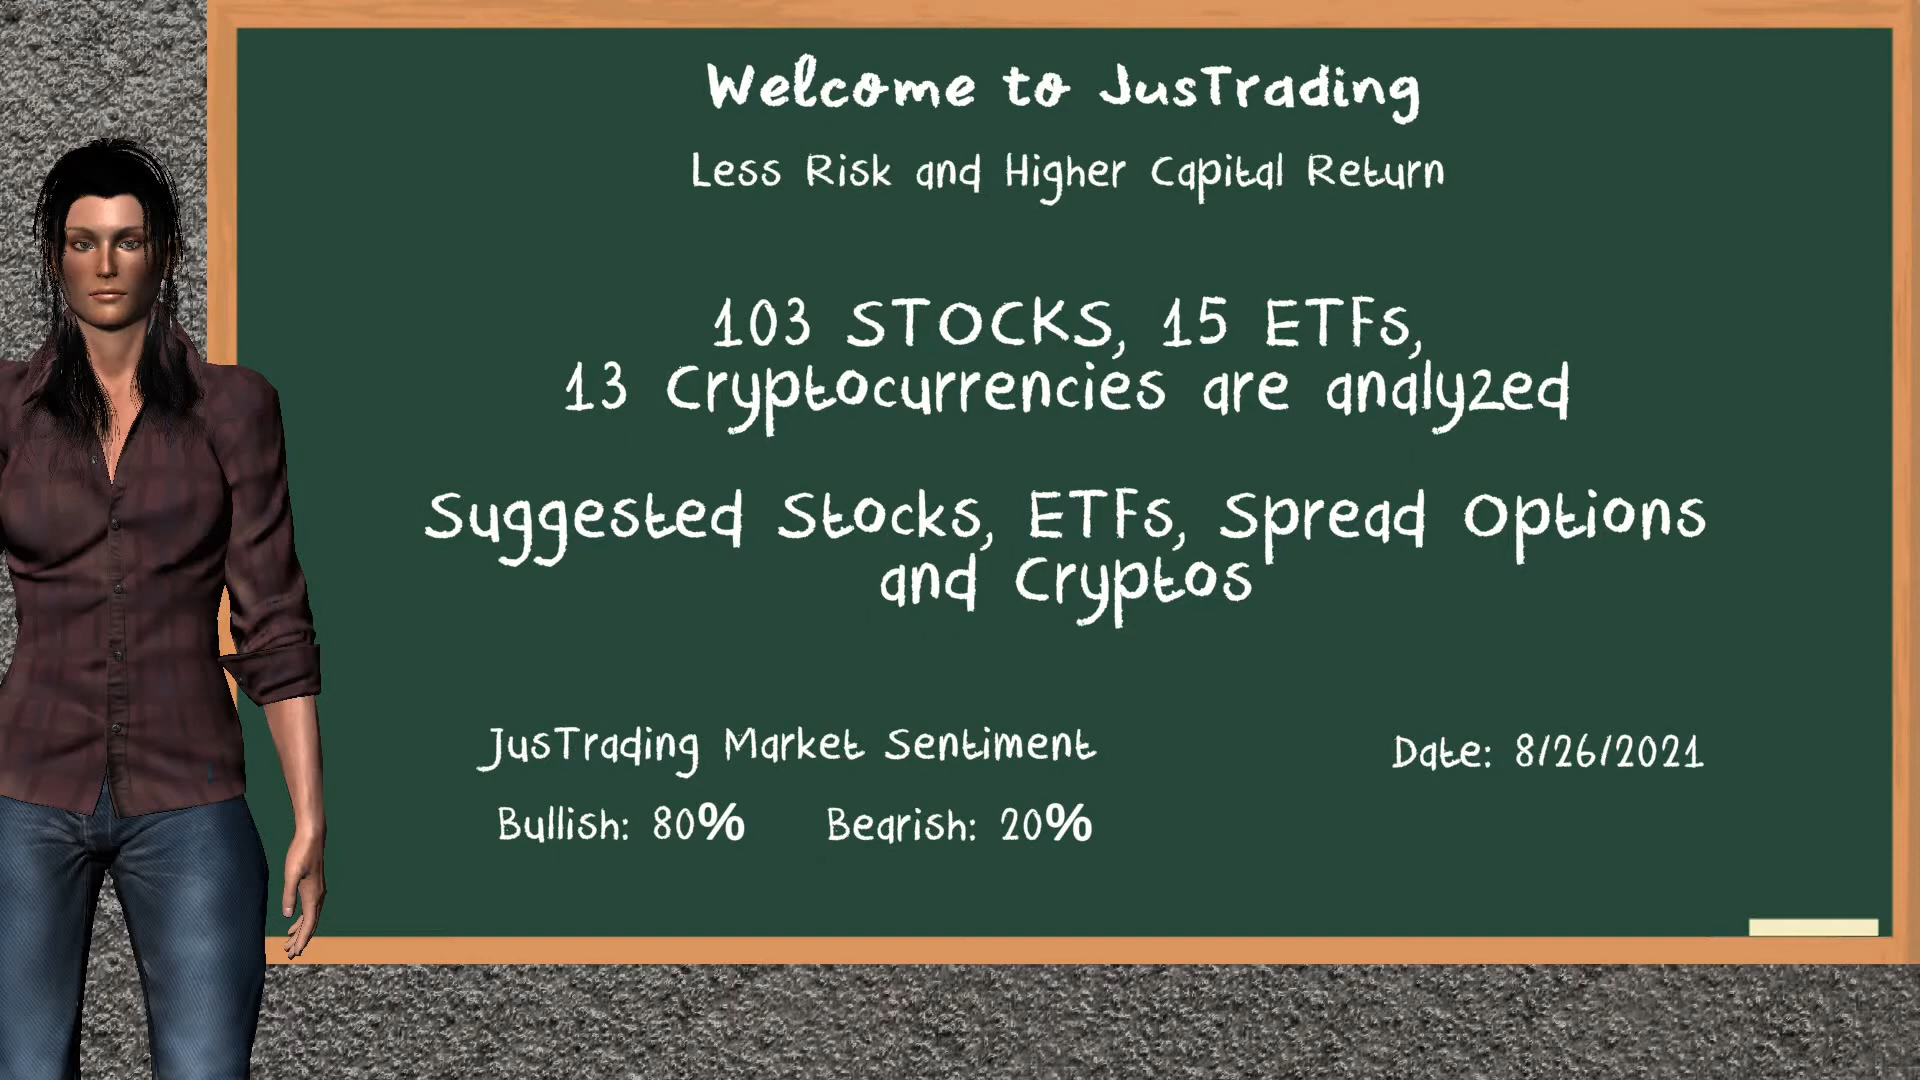 Welcome to JusTrading
Less Risk and Higher Capital Return
103 STOCKS, 15 ETFs,
13 Cryptocurrencies are analyzed
Suggested Stocks, ETFs, Spread Options
and Cryptos
JusTrading Market Sentiment
Date: 8/26/2021
Bullish: 80% Bearish: 20%